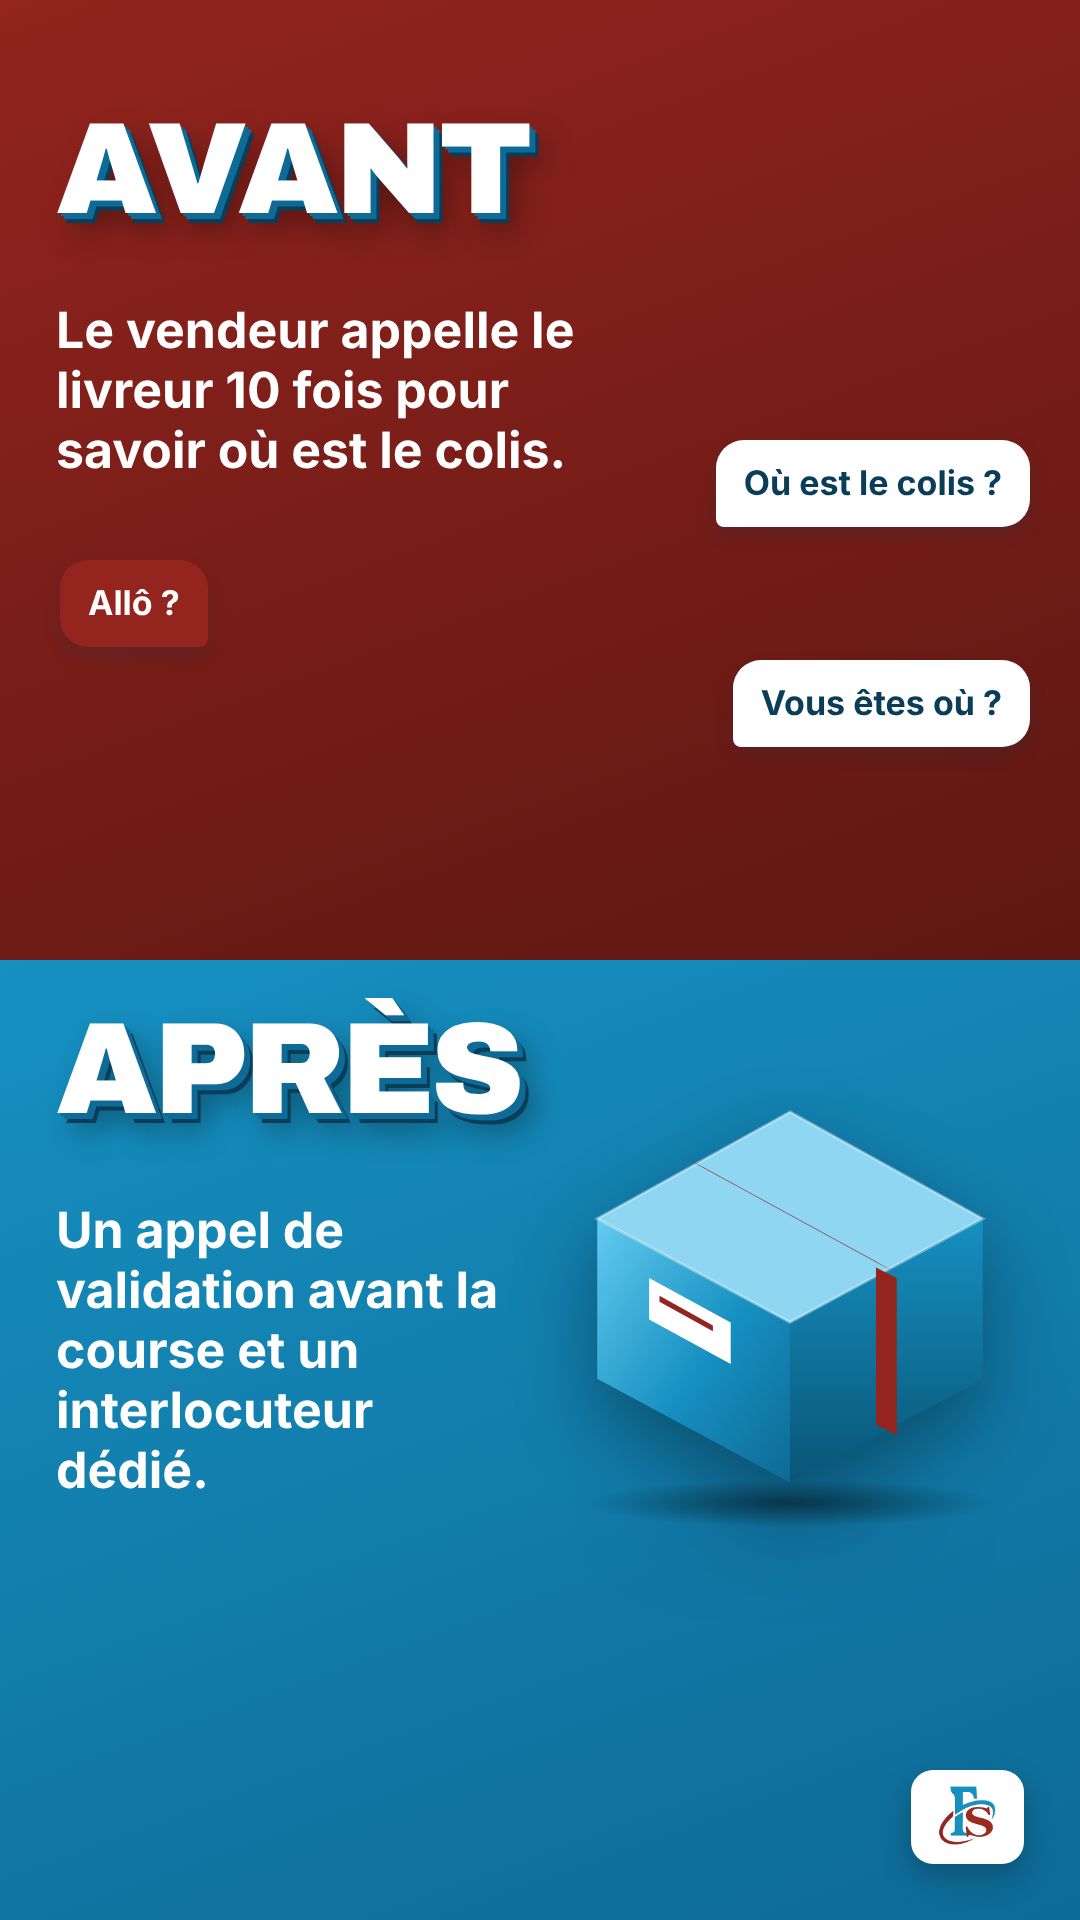 AVANT
Le vendeur appelle le
livreur 10 fois pour
savoir où est le colis.
Où est le colis ?
Allô ?
Vous êtes où ?
APRÈS
Un appel de
validation avant la
course et un
interlocuteur
dédié.
FS